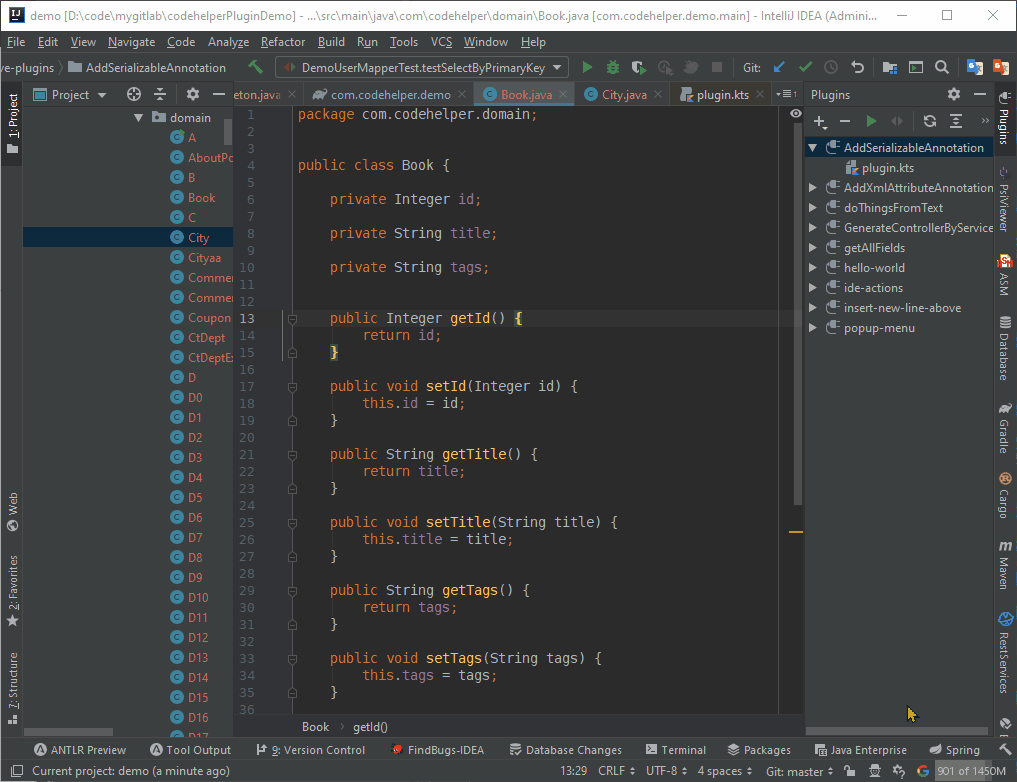 demo [D:\code\mygitlab\codehelperPluginDemo] - ...\src\main\java\com\codehelper\domain\Book.java [com.codehelper.demo.main] - IntelliJ IDEA (Admini...
File Edit View Navigate Code Analyze Refactor Build Run Tools VCS Window Help
ve-plugins AddSerializableAnnotation DemoUserMapperTest.testSelectByPrimaryKey Git:
1: Project
Web
2: Favorites
7: Structure
Project
domain
A
AboutPo
B
Book
C
City
Cityaa
Commer
Commer
Coupon
CtDept
CtDeptEx
D
D0
D1
D2
D3
D4
D5
D6
D7
D8
D9
D10
D11
D12
D13
D14
D15
D16
D17
eton.java com.codehelper.demo Book.java City.java plugin.kts
1 package com.codehelper.domain;
2
3
4 public class Book {
5
6 private Integer id;
7
8 private String title;
9
10 private String tags;
11
12
13 public Integer getId() {
14 return id;
15 }
16
17 public void setId(Integer id) {
18 this.id = id;
19 }
20
21 public String getTitle() {
22 return title;
23 }
24
25 public void setTitle(String title) {
26 this.title = title;
27 }
28
29 public String getTags() {
30 return tags;
31 }
32
33 public void setTags(String tags) {
34 this.tags = tags;
35 }
36
Book getId()
Plugins
AddSerializableAnnotation
plugin.kts
AddXmlAttributeAnnotation
doThingsFromText
GenerateControllerByService
getAllFields
hello-world
ide-actions
insert-new-line-above
popup-menu
Plugins
PsiViewer
ASM
Database
Gradle
Cargo
Maven
RestServices
ANTLR Preview Tool Output 9: Version Control FindBugs-IDEA Database Changes Terminal Packages Java Enterprise Spring
Current project: demo (a minute ago) 13:29 CRLF UTF-8 4 spaces Git: master 901 of 1450M